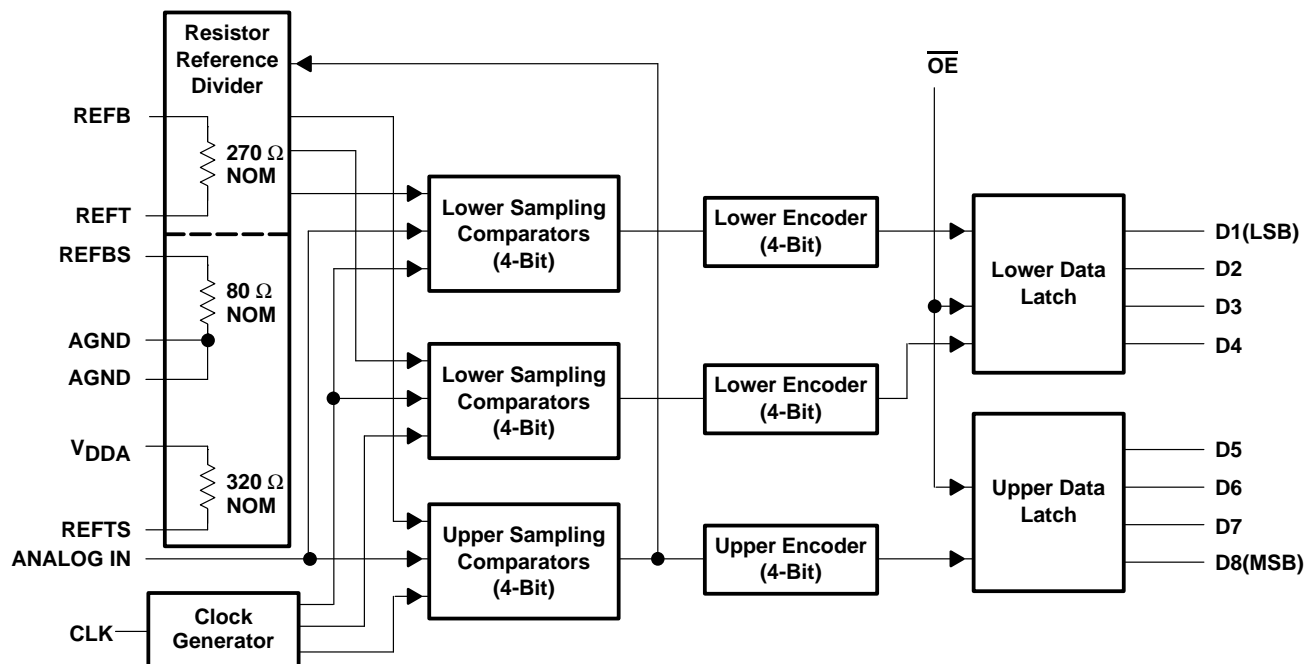 Resistor
Reference
Divider
REFB
270 Ω
NOM
REFT
REFBS
80 Ω
NOM
AGND
AGND
VDDA
320 Ω
NOM
REFTS
ANALOG IN
CLK
Clock
Generator
Lower Sampling
Comparators
(4-Bit)
Lower Sampling
Comparators
(4-Bit)
Upper Sampling
Comparators
(4-Bit)
Lower Encoder
(4-Bit)
Lower Encoder
(4-Bit)
Upper Encoder
(4-Bit)
O̅E̅
Lower Data
Latch
Upper Data
Latch
D1(LSB)
D2
D3
D4
D5
D6
D7
D8(MSB)